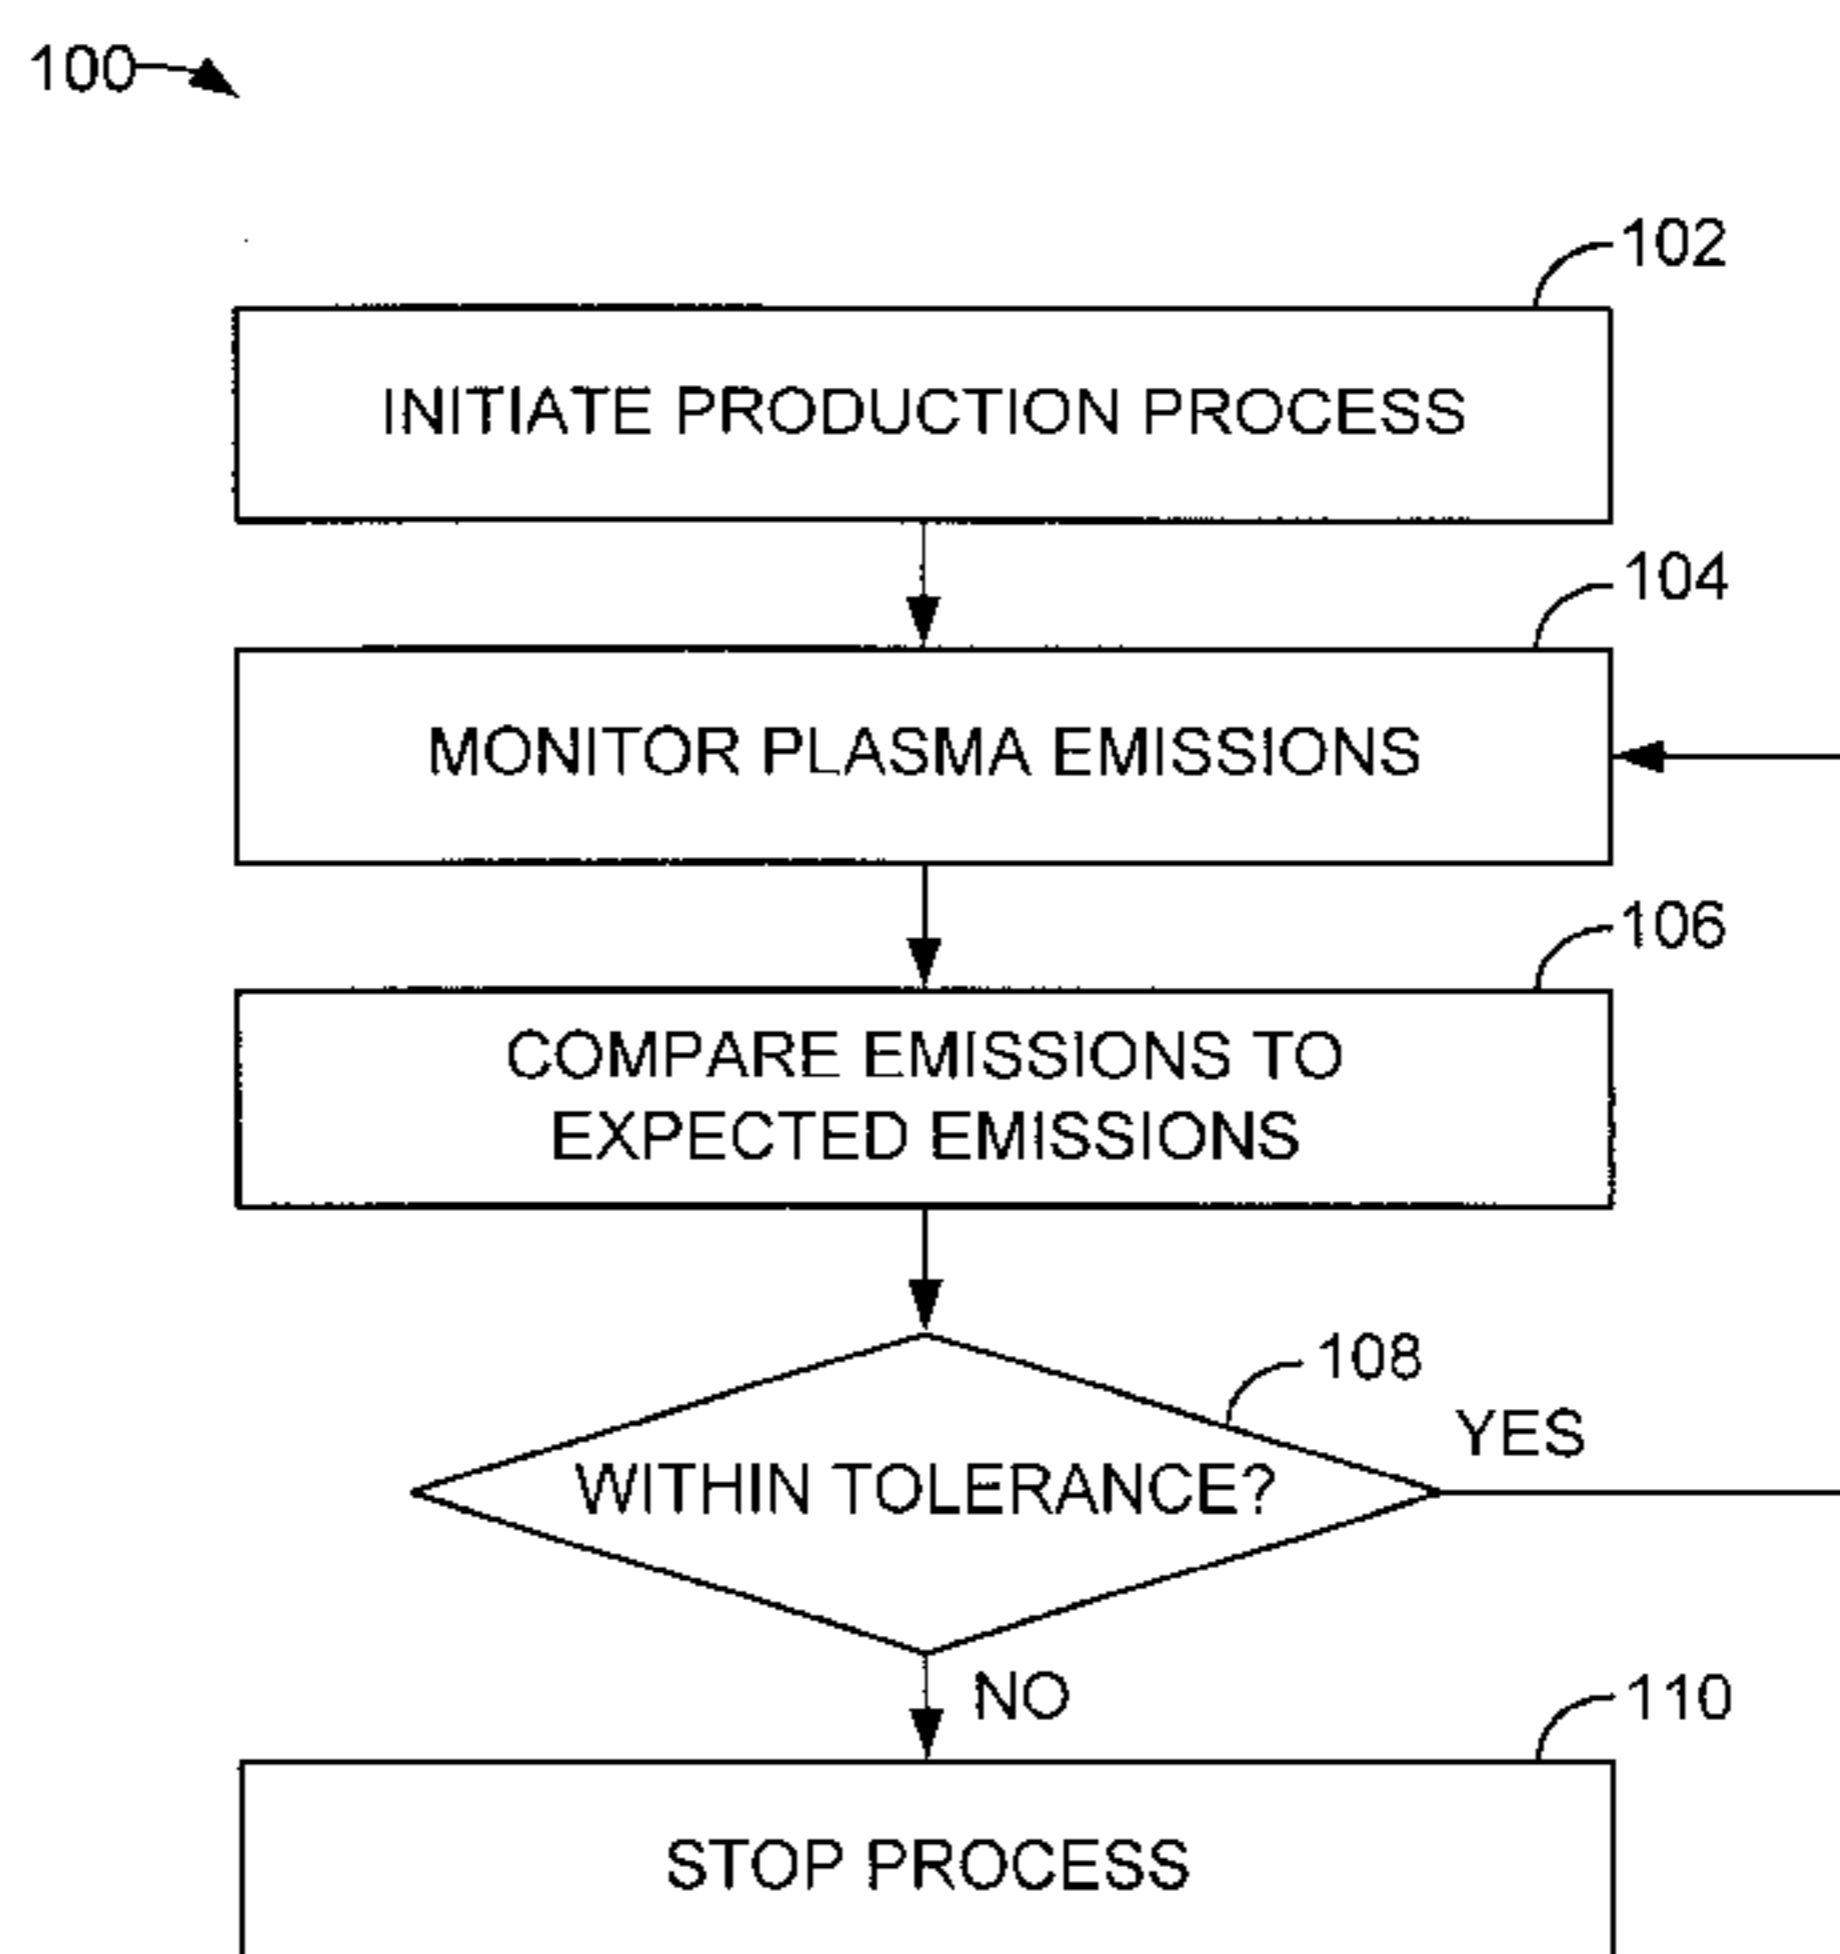 100
102
INITIATE PRODUCTION PROCESS
104
MONITOR PLASMA EMISSIONS
106
COMPARE EMISSIONS TO
EXPECTED EMISSIONS
108
YES
WITHIN TOLERANCE?
NO
110
STOP PROCESS